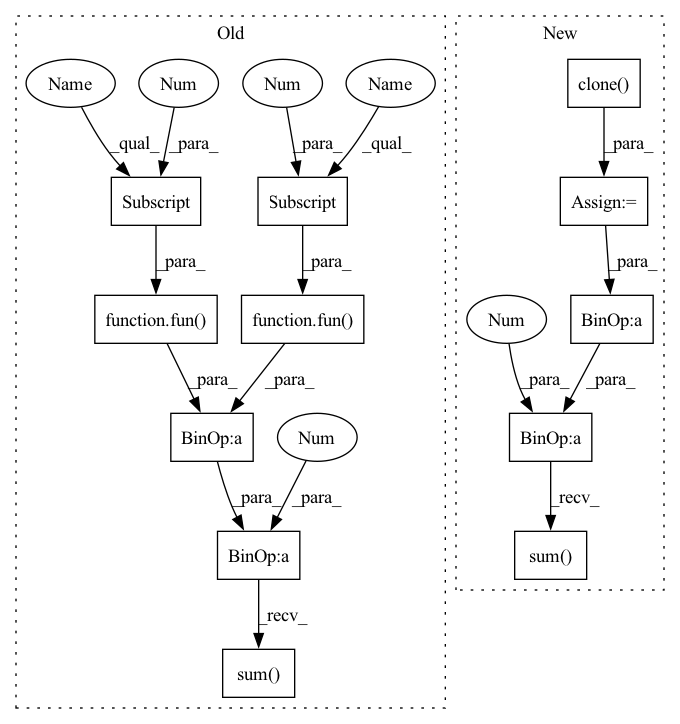 Old
New
Name
Num
Num
Name
clone()
_qual_
_para_
_para_
_qual_
_para_
Subscript
Subscript
Assign:=
_para_
_para_
_para_
function.fun()
function.fun()
Num
BinOp:a
_para_
_para_
_para_
_para_
BinOp:a
Num
BinOp:a
_para_
_para_
_recv_
BinOp:a
sum()
_recv_
sum()